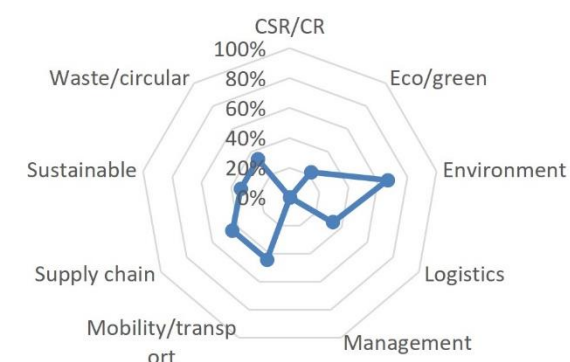 CSR/CR
100%
Waste/circular
80%
Eco/green
60%
40%
Sustainable
20%
Environment
0%
Supply chain
Logistics
Mobility/transp
ort
Management